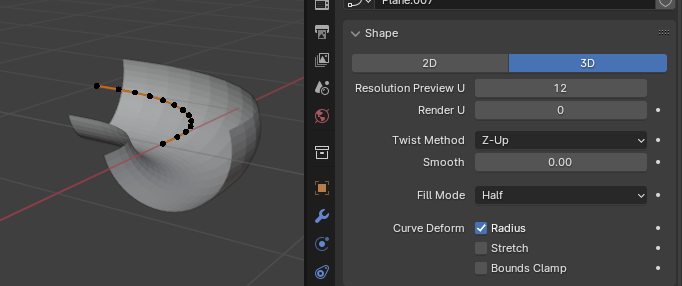 Plane.007
Shape
2D 3D
Resolution Preview U 12
Render U 0
Twist Method Z-Up
Smooth 0.00
Fill Mode Half
Curve Deform Radius
Stretch
Bounds Clamp